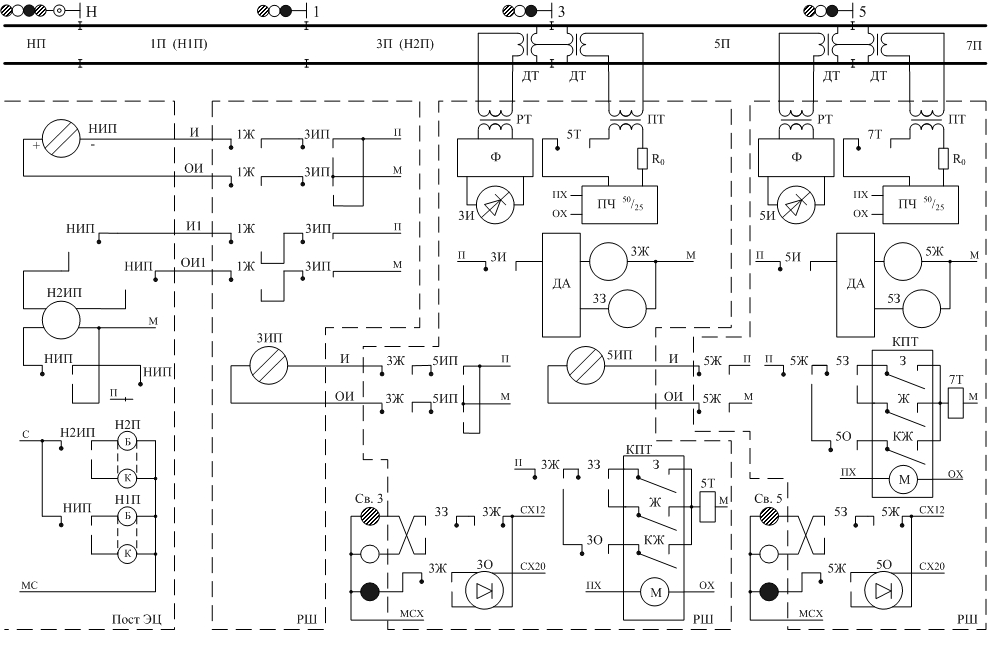 Н 1 3 5
НП 1П (Н1П) 3П (Н2П) 5П 7П
ДТ ДТ ДТ ДТ
РТ ПТ РТ ПТ
НИП И 1Ж 3ИП П 5Т 7Т
+ -
Ф R0 Ф R0
ОИ 1Ж 3ИП М
3И ПХ ОХ ПЧ 50/25 5И ПХ ОХ ПЧ 50/25
НИП И1 1Ж 3ИП П
НИП ОИ1 1Ж 3ИП М
П 3И ДА 3Ж М П 5И ДА 5Ж М
3З 5З
Н2ИП
М
НИП НИП
П
3ИП И 3Ж 5ИП П 5ИП И 5Ж П П 5Ж 5З КПТ З
ОИ 3Ж 5ИП М ОИ 5Ж М Ж 7Т М
5О КЖ
ПХ М ОХ
С Н2ИП Н2П
Б
К
НИП Н1П
Б
К
МС
КПТ
П 3Ж 3З З
Ж 5Т М
3О КЖ
ПХ М ОХ
Св. 3 3З 3Ж СХ12 Св. 5 5З 5Ж СХ12
3Ж 3О СХ20 5Ж 5О СХ20
МСХ МСХ
Пост ЭЦ РШ РШ РШ